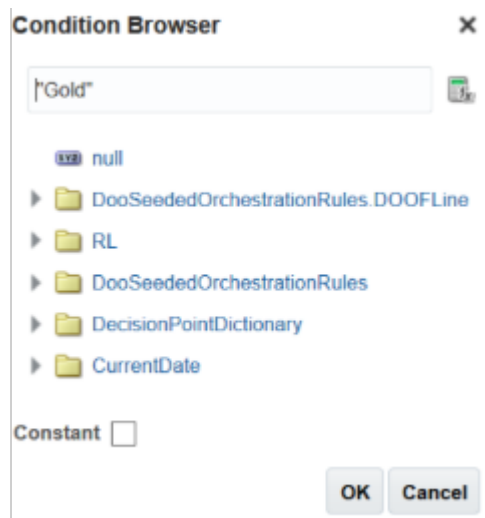 Condition Browser
"Gold"
null
DooSeededOrchestrationRules.DOOFLine
RL
DooSeededOrchestrationRules
DecisionPointDictionary
CurrentDate
Constant
OK Cancel